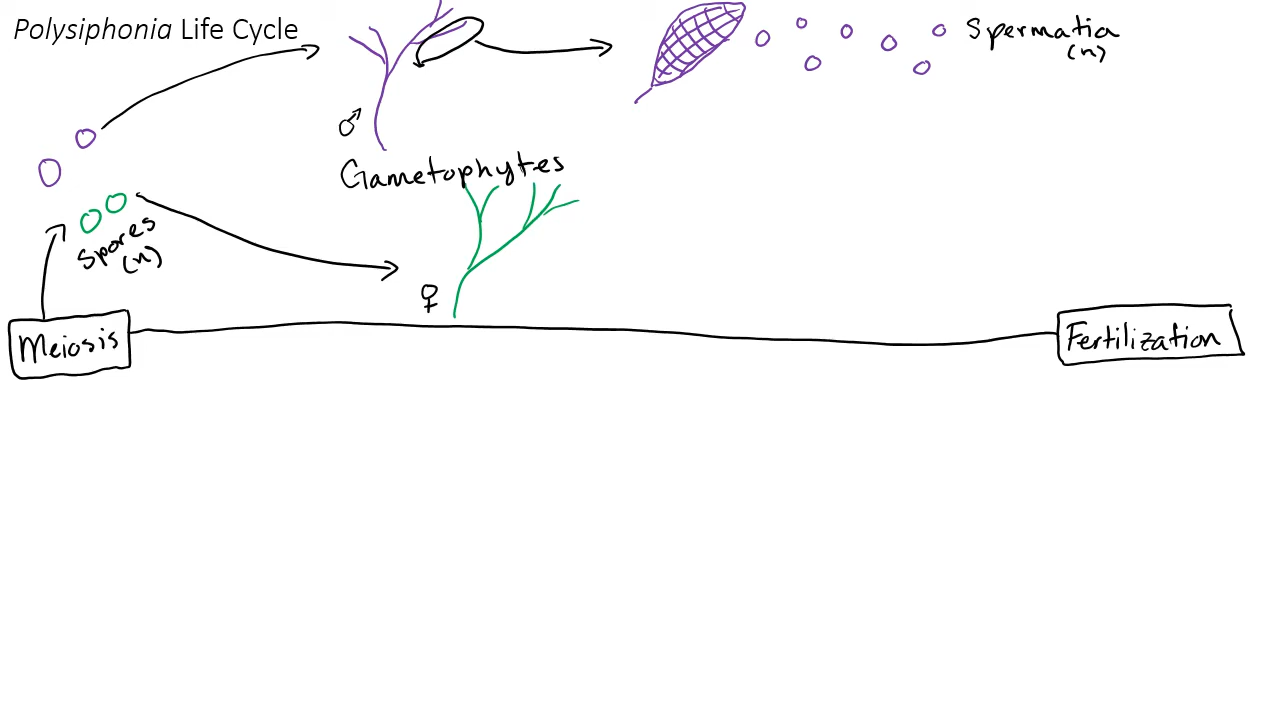 Polysiphonia Life Cycle
Spermatia
(n)
♂
Gametophytes
Spores
(n)
♀
Meiosis
Fertilization